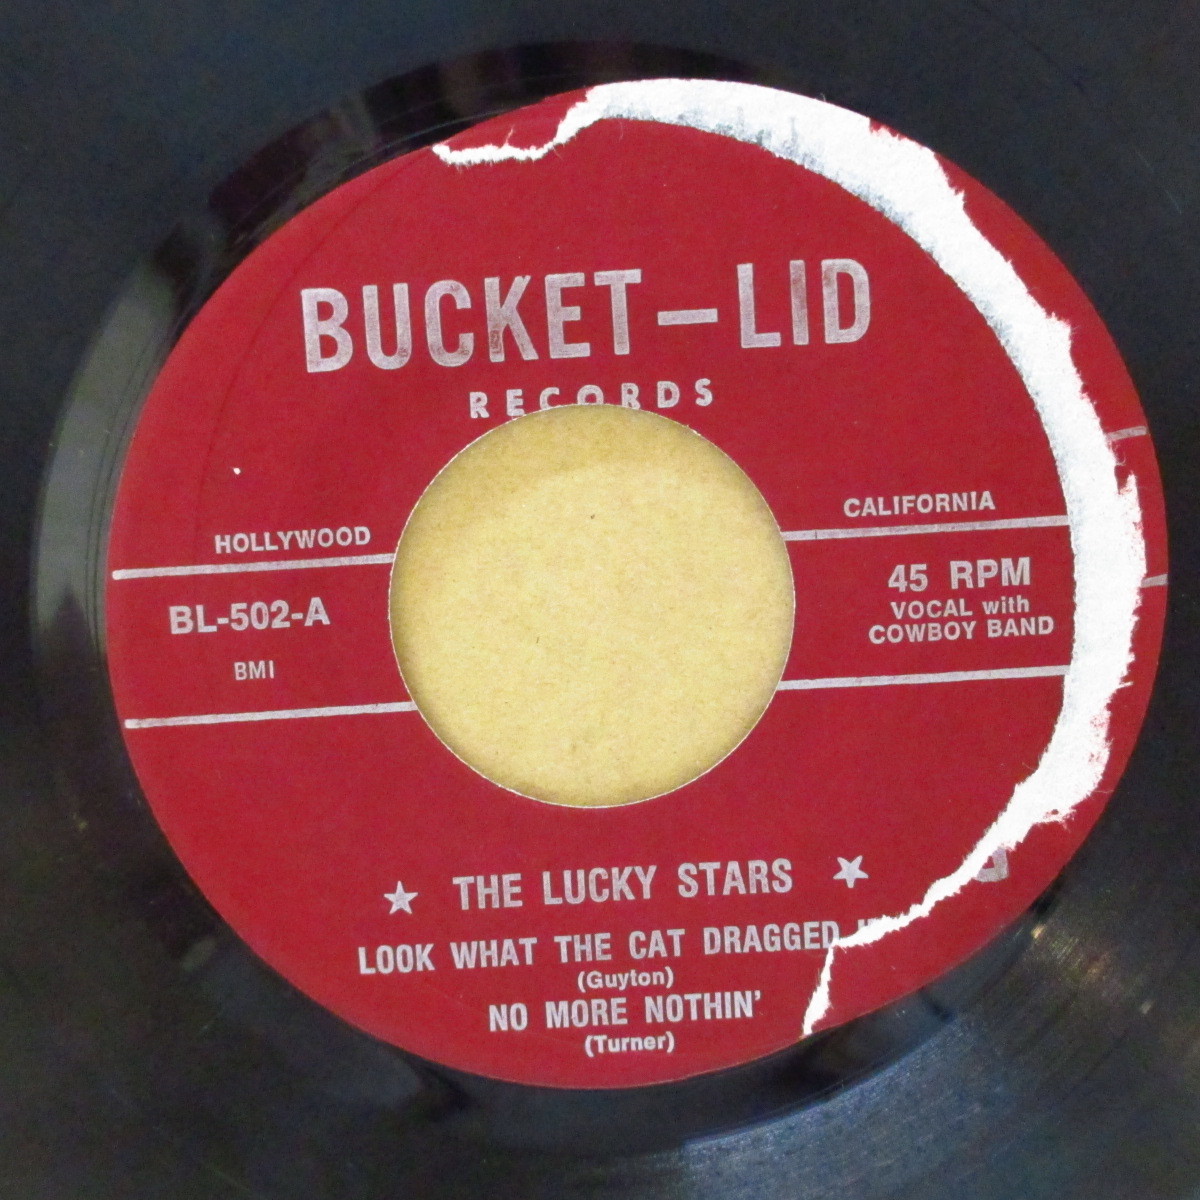 BUCKET-LID
RECORDS
HOLLYWOOD
CALIFORNIA
BL-502-A
BMI
45 RPM
VOCAL with
COWBOY BAND
★ THE LUCKY STARS ★
LOOK WHAT THE CAT DRAGGED
(Guyton)
NO MORE NOTHIN'
(Turner)